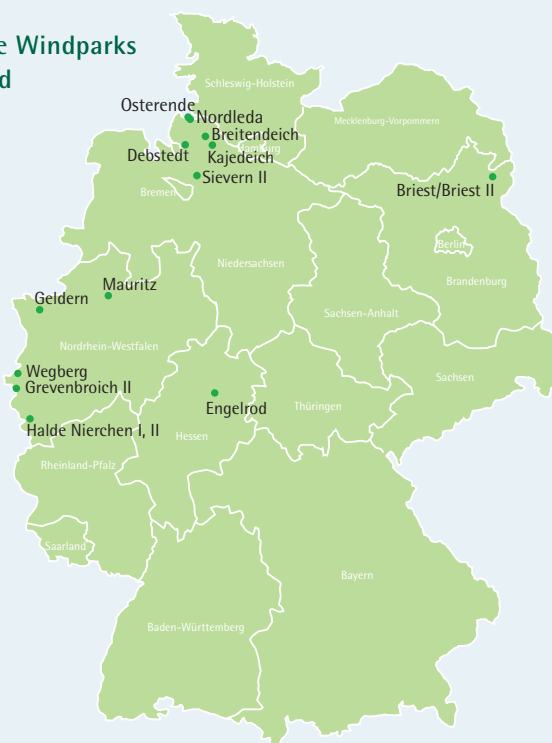 e Windparks
d
Schleswig-Holstein
Osterende
Nordleda
Mecklenburg-Vorpommern
Breitendeich
Hamburg
Debstedt
Kajedeich
Sievern II
Bremen
Briest/Briest II
Berlin
Niedersachsen
Brandenburg
Mauritz
Geldern
Sachsen-Anhalt
Nordrhein-Westfalen
Wegberg
Grevenbroich II
Sachsen
Engelrod
Thüringen
Halde Nierchen I, II
Hessen
Rheinland-Pfalz
Saarland
Bayern
Baden-Württemberg